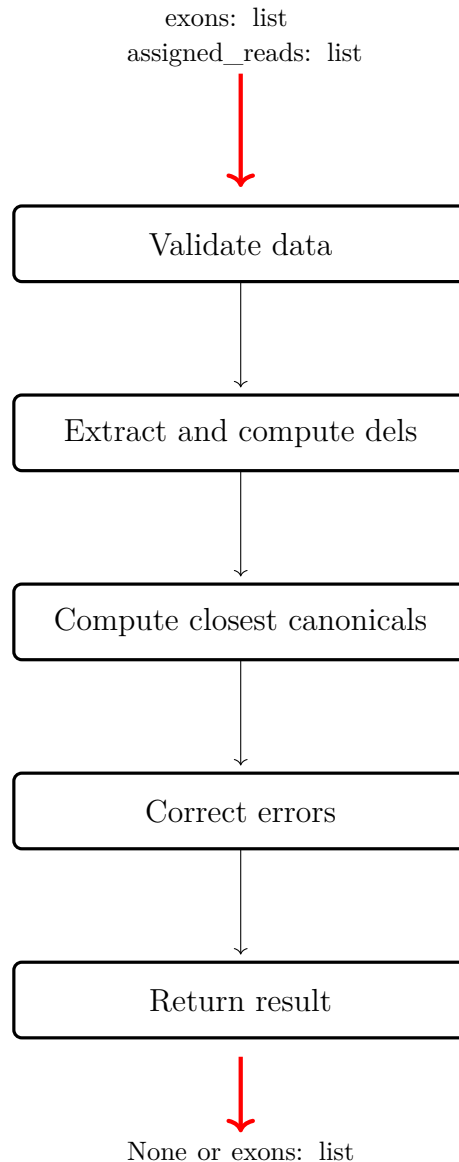 exons: list
assigned_reads: list
Validate data
Extract and compute dels
Compute closest canonicals
Correct errors
Return result
None or exons: list